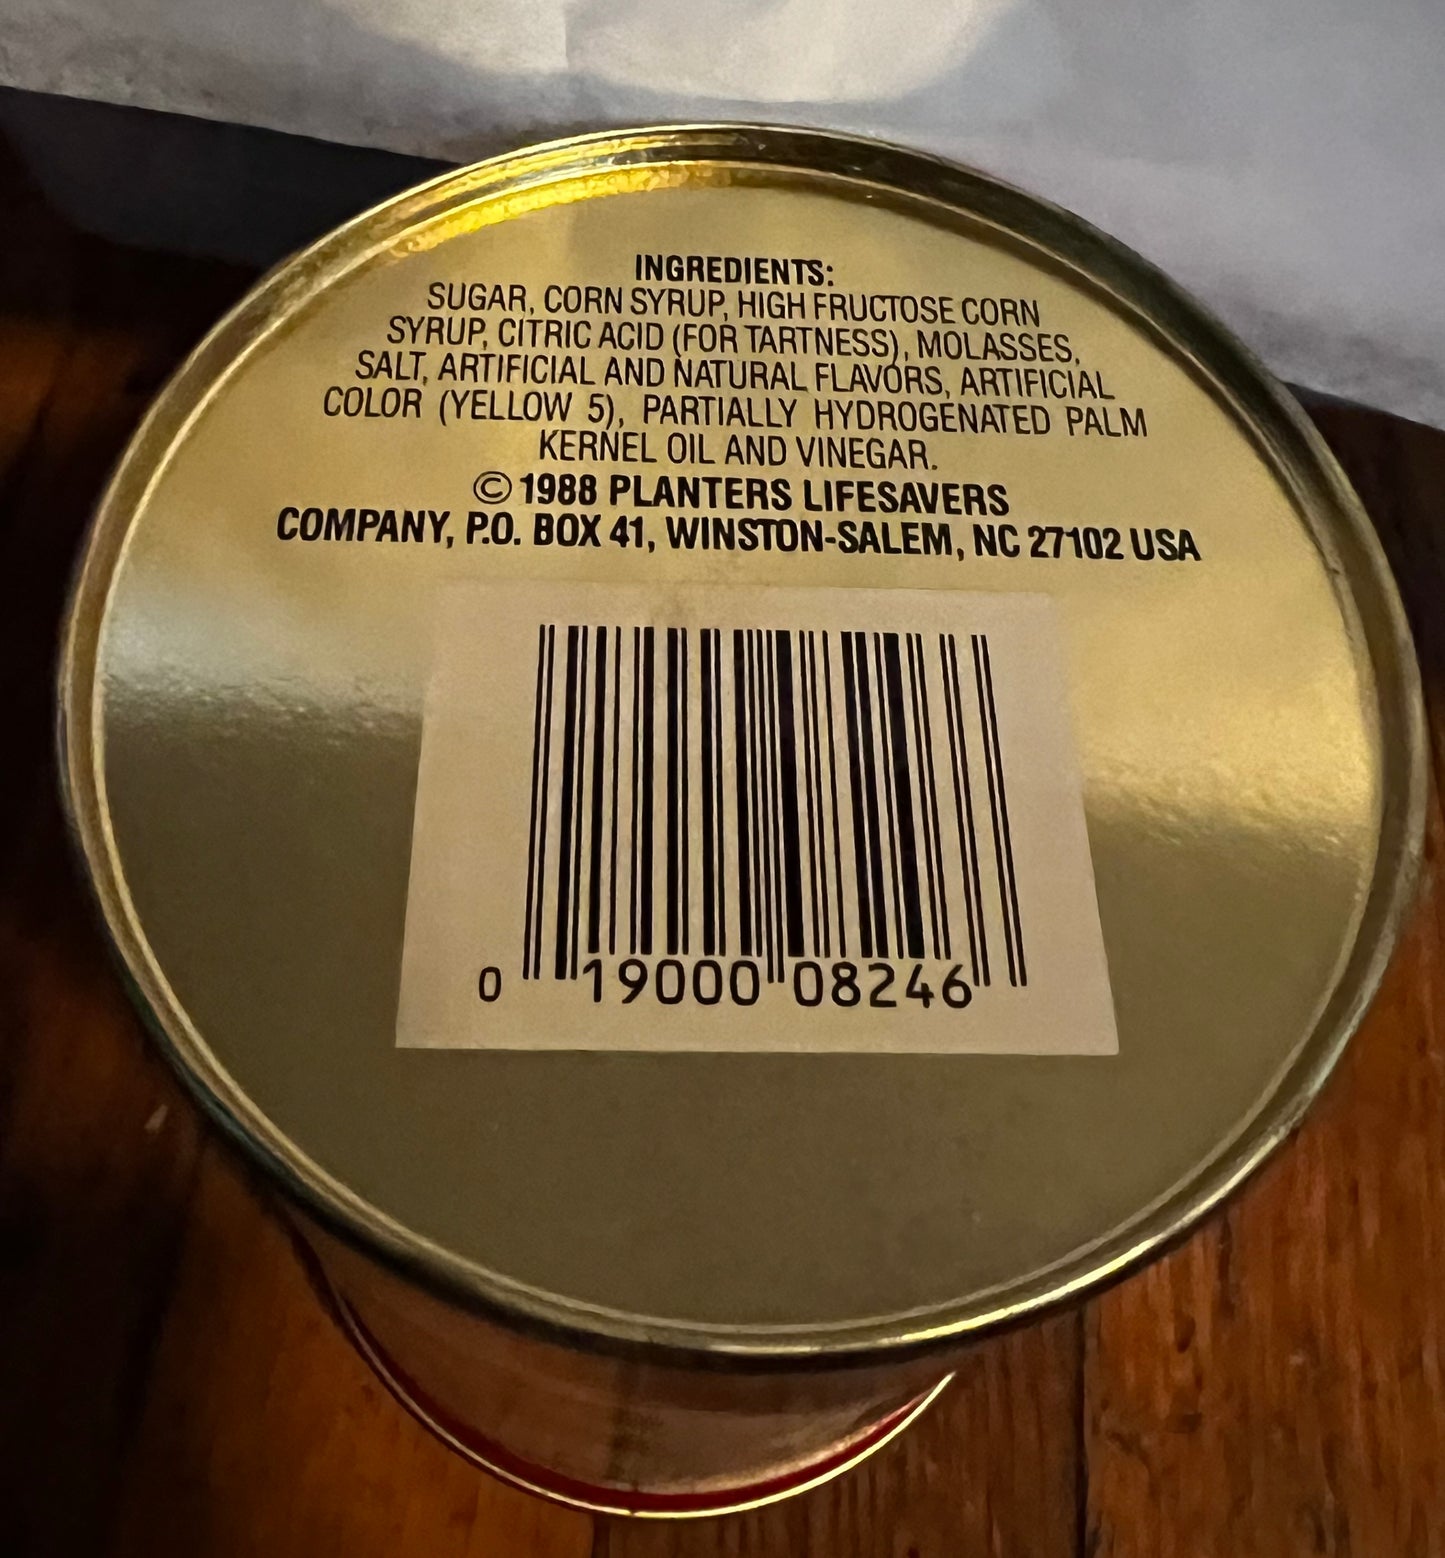 INGREDIENTS:
SUGAR, CORN SYRUP, HIGH FRUCTOSE CORN
SYRUP, CITRIC ACID (FOR TARTNESS), MOLASSES,
SALT, ARTIFICIAL AND NATURAL FLAVORS, ARTIFICIAL
COLOR (YELLOW 5), PARTIALLY HYDROGENATED PALM
KERNEL OIL AND VINEGAR.
© 1988 PLANTERS LIFESAVERS
COMPANY, P.O. BOX 41, WINSTON-SALEM, NC 27102 USA
0 19000 08246